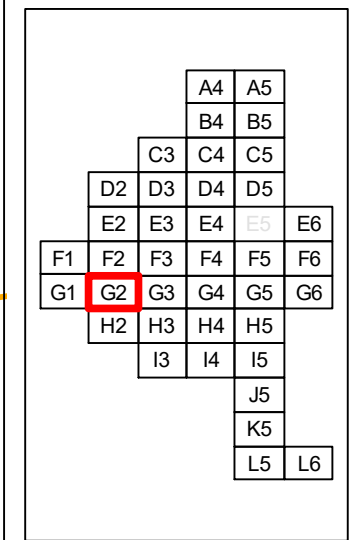 A4 A5
B4 B5
C3 C4 C5
D2 D3 D4 D5
E2 E3 E4 E5 E6
F1 F2 F3 F4 F5 F6
G1 G2 G3 G4 G5 G6
H2 H3 H4 H5
I3 I4 I5
J5
K5
L5 L6